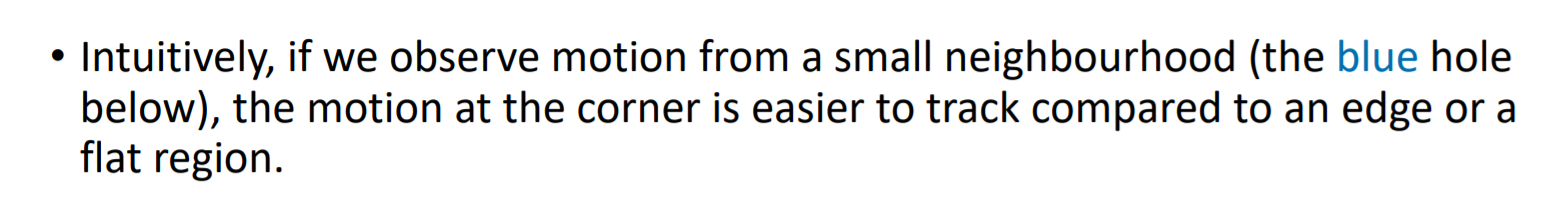 • Intuitively, if we observe motion from a small neighbourhood (the blue hole
below), the motion at the corner is easier to track compared to an edge or a
flat region.